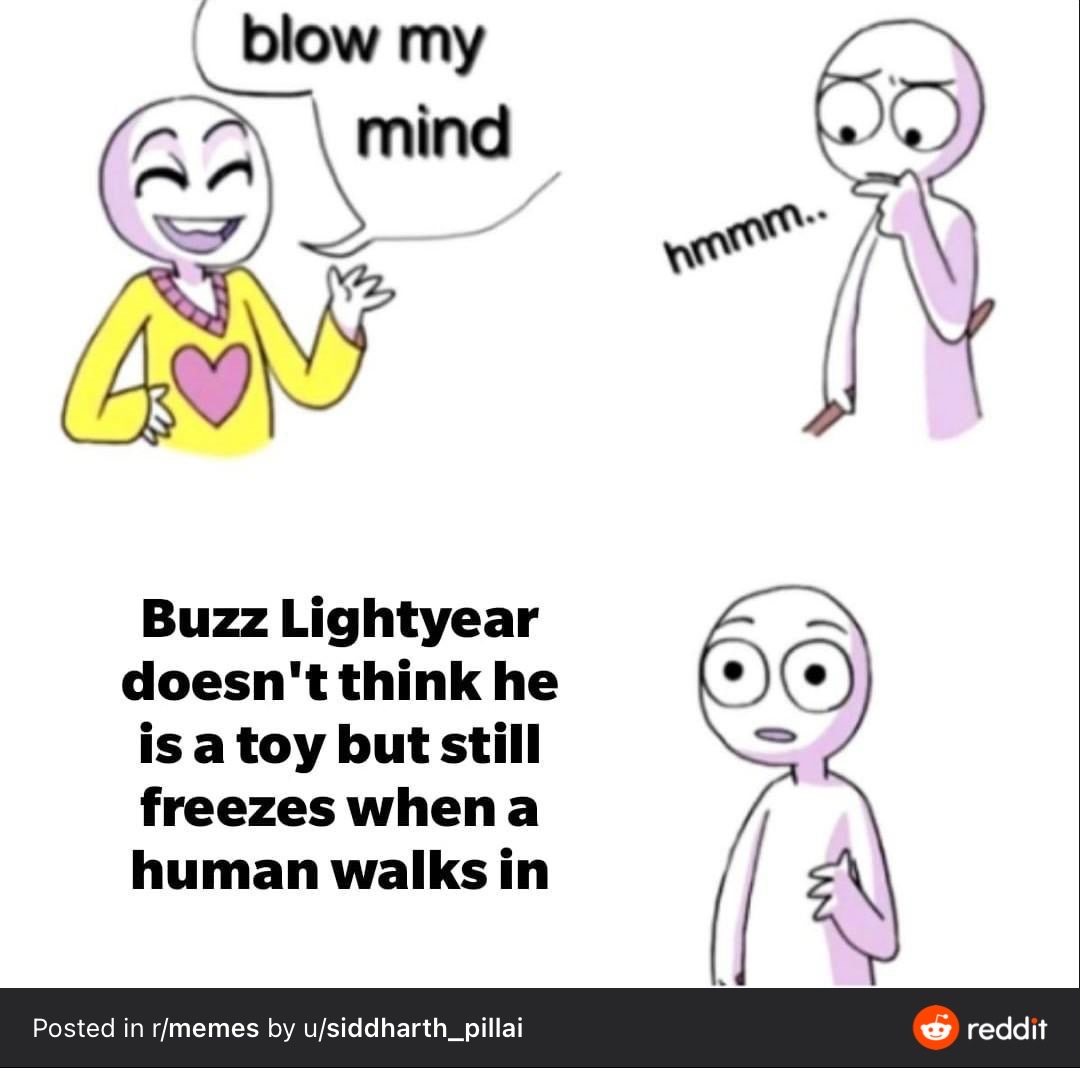 blow my
mind
hmmm..
Buzz Lightyear
doesn't think he
is a toy but still
freezes when a
human walks in
Posted in r/memes by u/siddharth_pillai
reddit